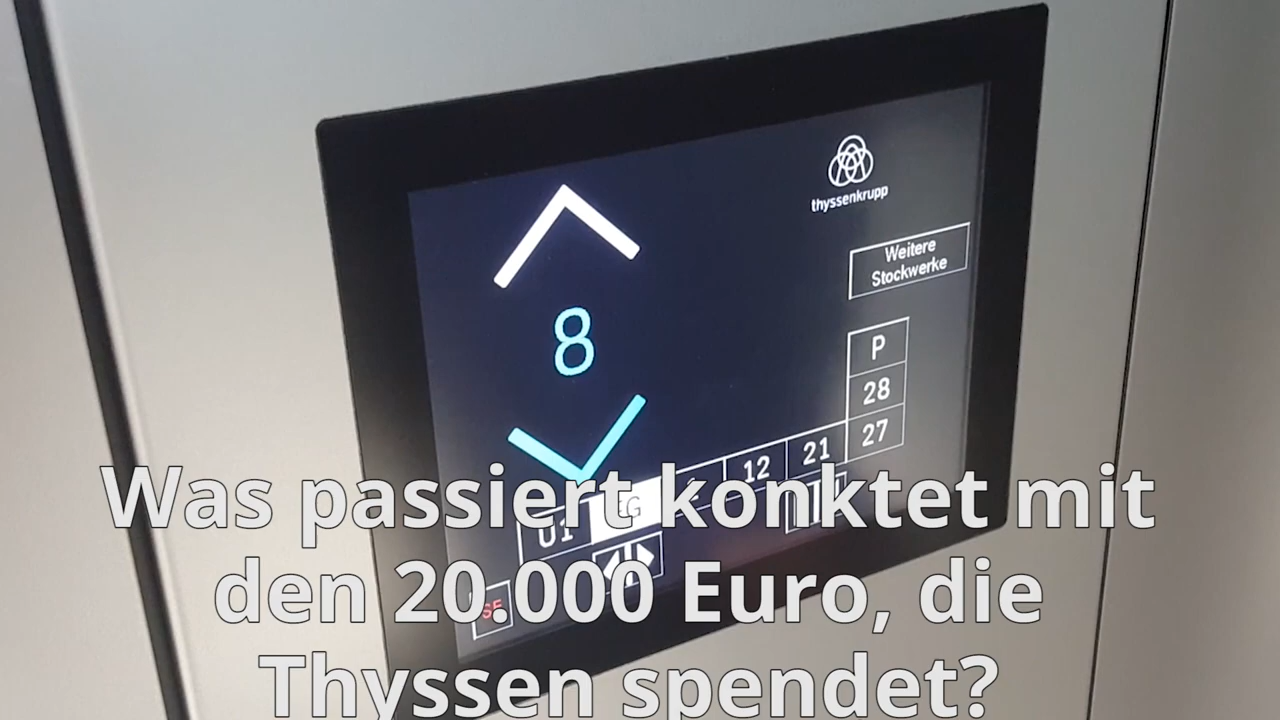 thyssenkrupp
Weitere
Stockwerke
8
P
28
27
21
12
EG
U1
Was passiert konktet mit
den 20.000 Euro, die
Thyssen spendet?